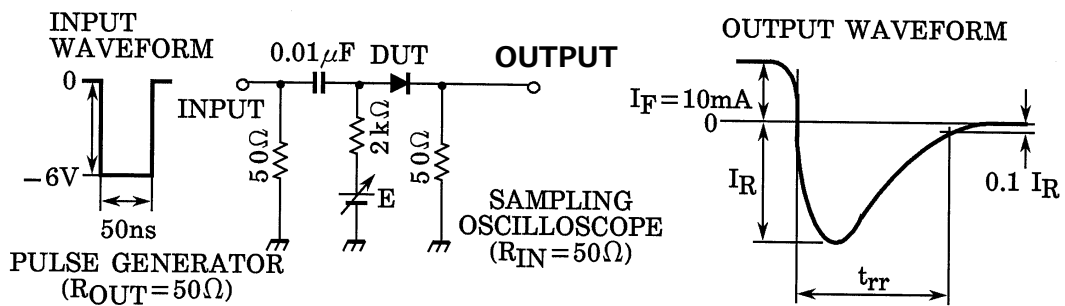 INPUT
WAVEFORM
0
−6V
50ns
PULSE GENERATOR
(ROUT=50Ω)
0.01μF
DUT
OUTPUT
INPUT
50Ω
2kΩ
E
50Ω
SAMPLING
OSCILLOSCOPE
(RIN=50Ω)
OUTPUT WAVEFORM
IF=10mA
0
IR
0.1 IR
trr